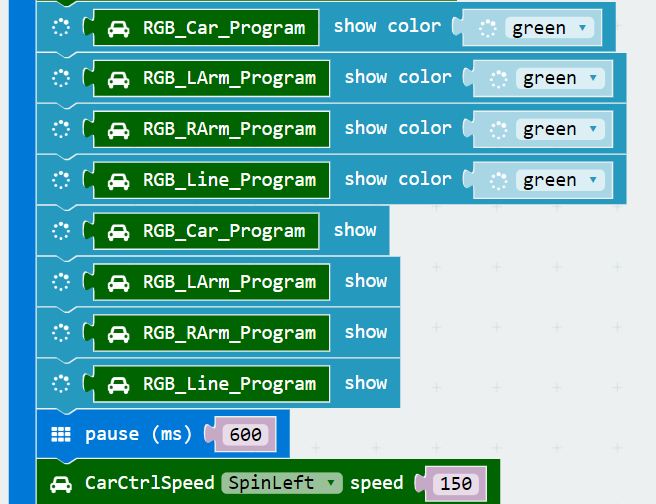 RGB_Car_Program show color green
RGB_LArm_Program show color green
RGB_RArm_Program show color green
RGB_Line_Program show color green
RGB_Car_Program show
RGB_LArm_Program show
RGB_RArm_Program show
RGB_Line_Program show
pause (ms) 600
CarCtrlSpeed SpinLeft speed 150